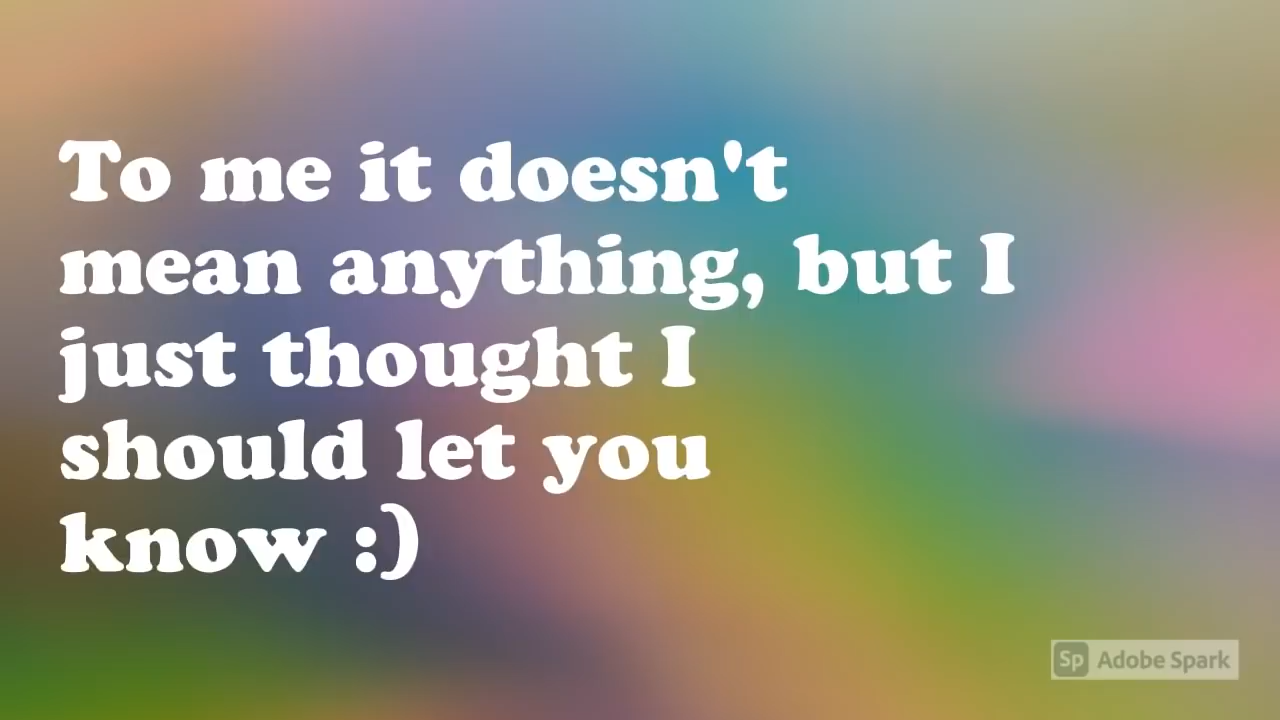 To me it doesn't
mean anything, but I
just thought I
should let you
know :)
Sp Adobe Spark